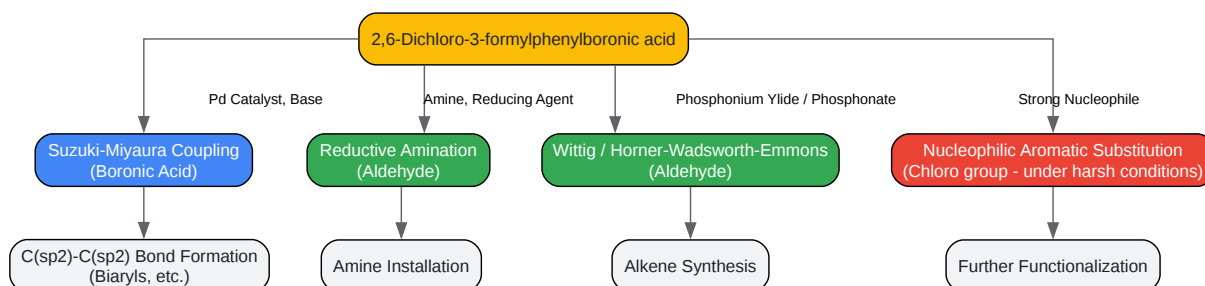 2,6-Dichloro-3-formylphenylboronic acid
Pd Catalyst, Base
Amine, Reducing Agent
Phosphonium Ylide / Phosphonate
Strong Nucleophile
Suzuki-Miyaura Coupling
(Boronic Acid)
Reductive Amination
(Aldehyde)
Wittig / Horner-Wadsworth-Emmons
(Aldehyde)
Nucleophilic Aromatic Substitution
(Chloro group - under harsh conditions)
C(sp2)-C(sp2) Bond Formation
(Biaryls, etc.)
Amine Installation
Alkene Synthesis
Further Functionalization